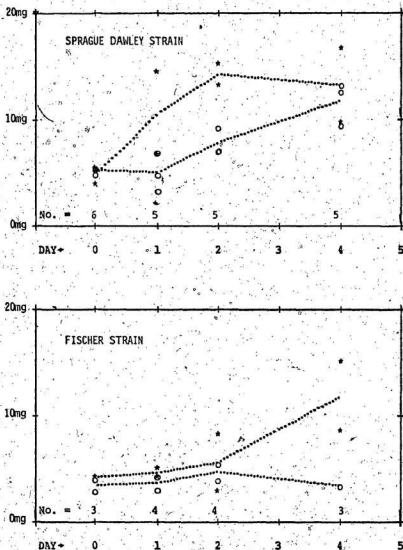 20mg
SPRAGUE DAWLEY STRAIN
10mg
0mg
No. = 6 5 5 5
DAY→ 0 1 2 3 4 5
20mg
FISCHER STRAIN
10mg
0mg
No. = 3 4 4 3
DAY→ 0 1 2 3 4 5